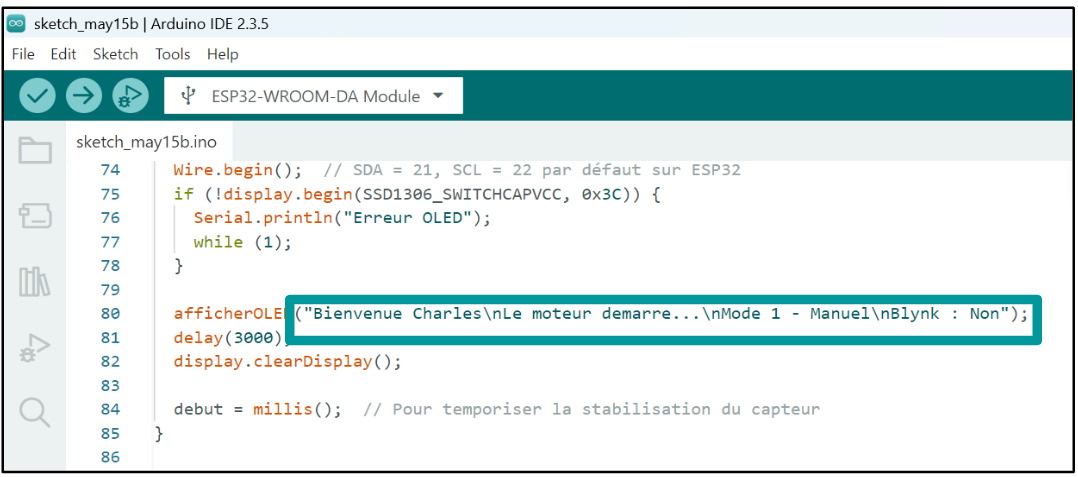 sketch_may15b | Arduino IDE 2.3.5
File Edit Sketch Tools Help
ESP32-WROOM-DA Module
sketch_may15b.ino
74 Wire.begin(); // SDA = 21, SCL = 22 par défaut sur ESP32
75 if (!display.begin(SSD1306_SWITCHCAPVCC, 0x3C)) {
76 Serial.println("Erreur OLED");
77 while (1);
78 }
79
80 afficherOLE("Bienvenue Charles\nLe moteur demarre...\nMode 1 - Manuel\nBlynk : Non");
81 delay(3000);
82 display.clearDisplay();
83
84 debut = millis(); // Pour temporiser la stabilisation du capteur
85 }
86